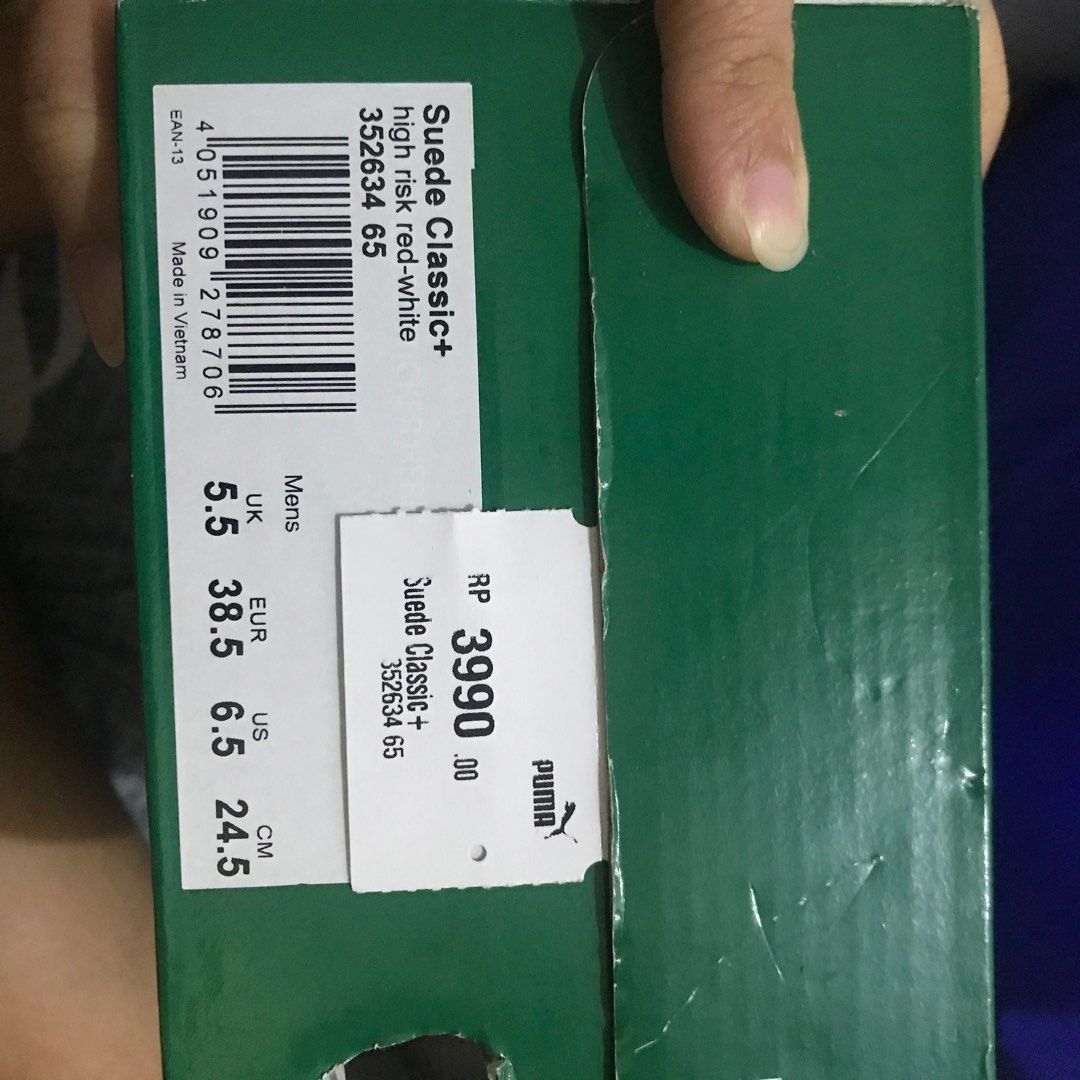 Suede Classic+
high risk red-white
352634 65
4 051909 278706
EAN-13
Made in Vietnam
Mens
UK EUR US CM
5.5 38.5 6.5 24.5
PUMA
RP 3990 .00
Suede Classic+
352634 65